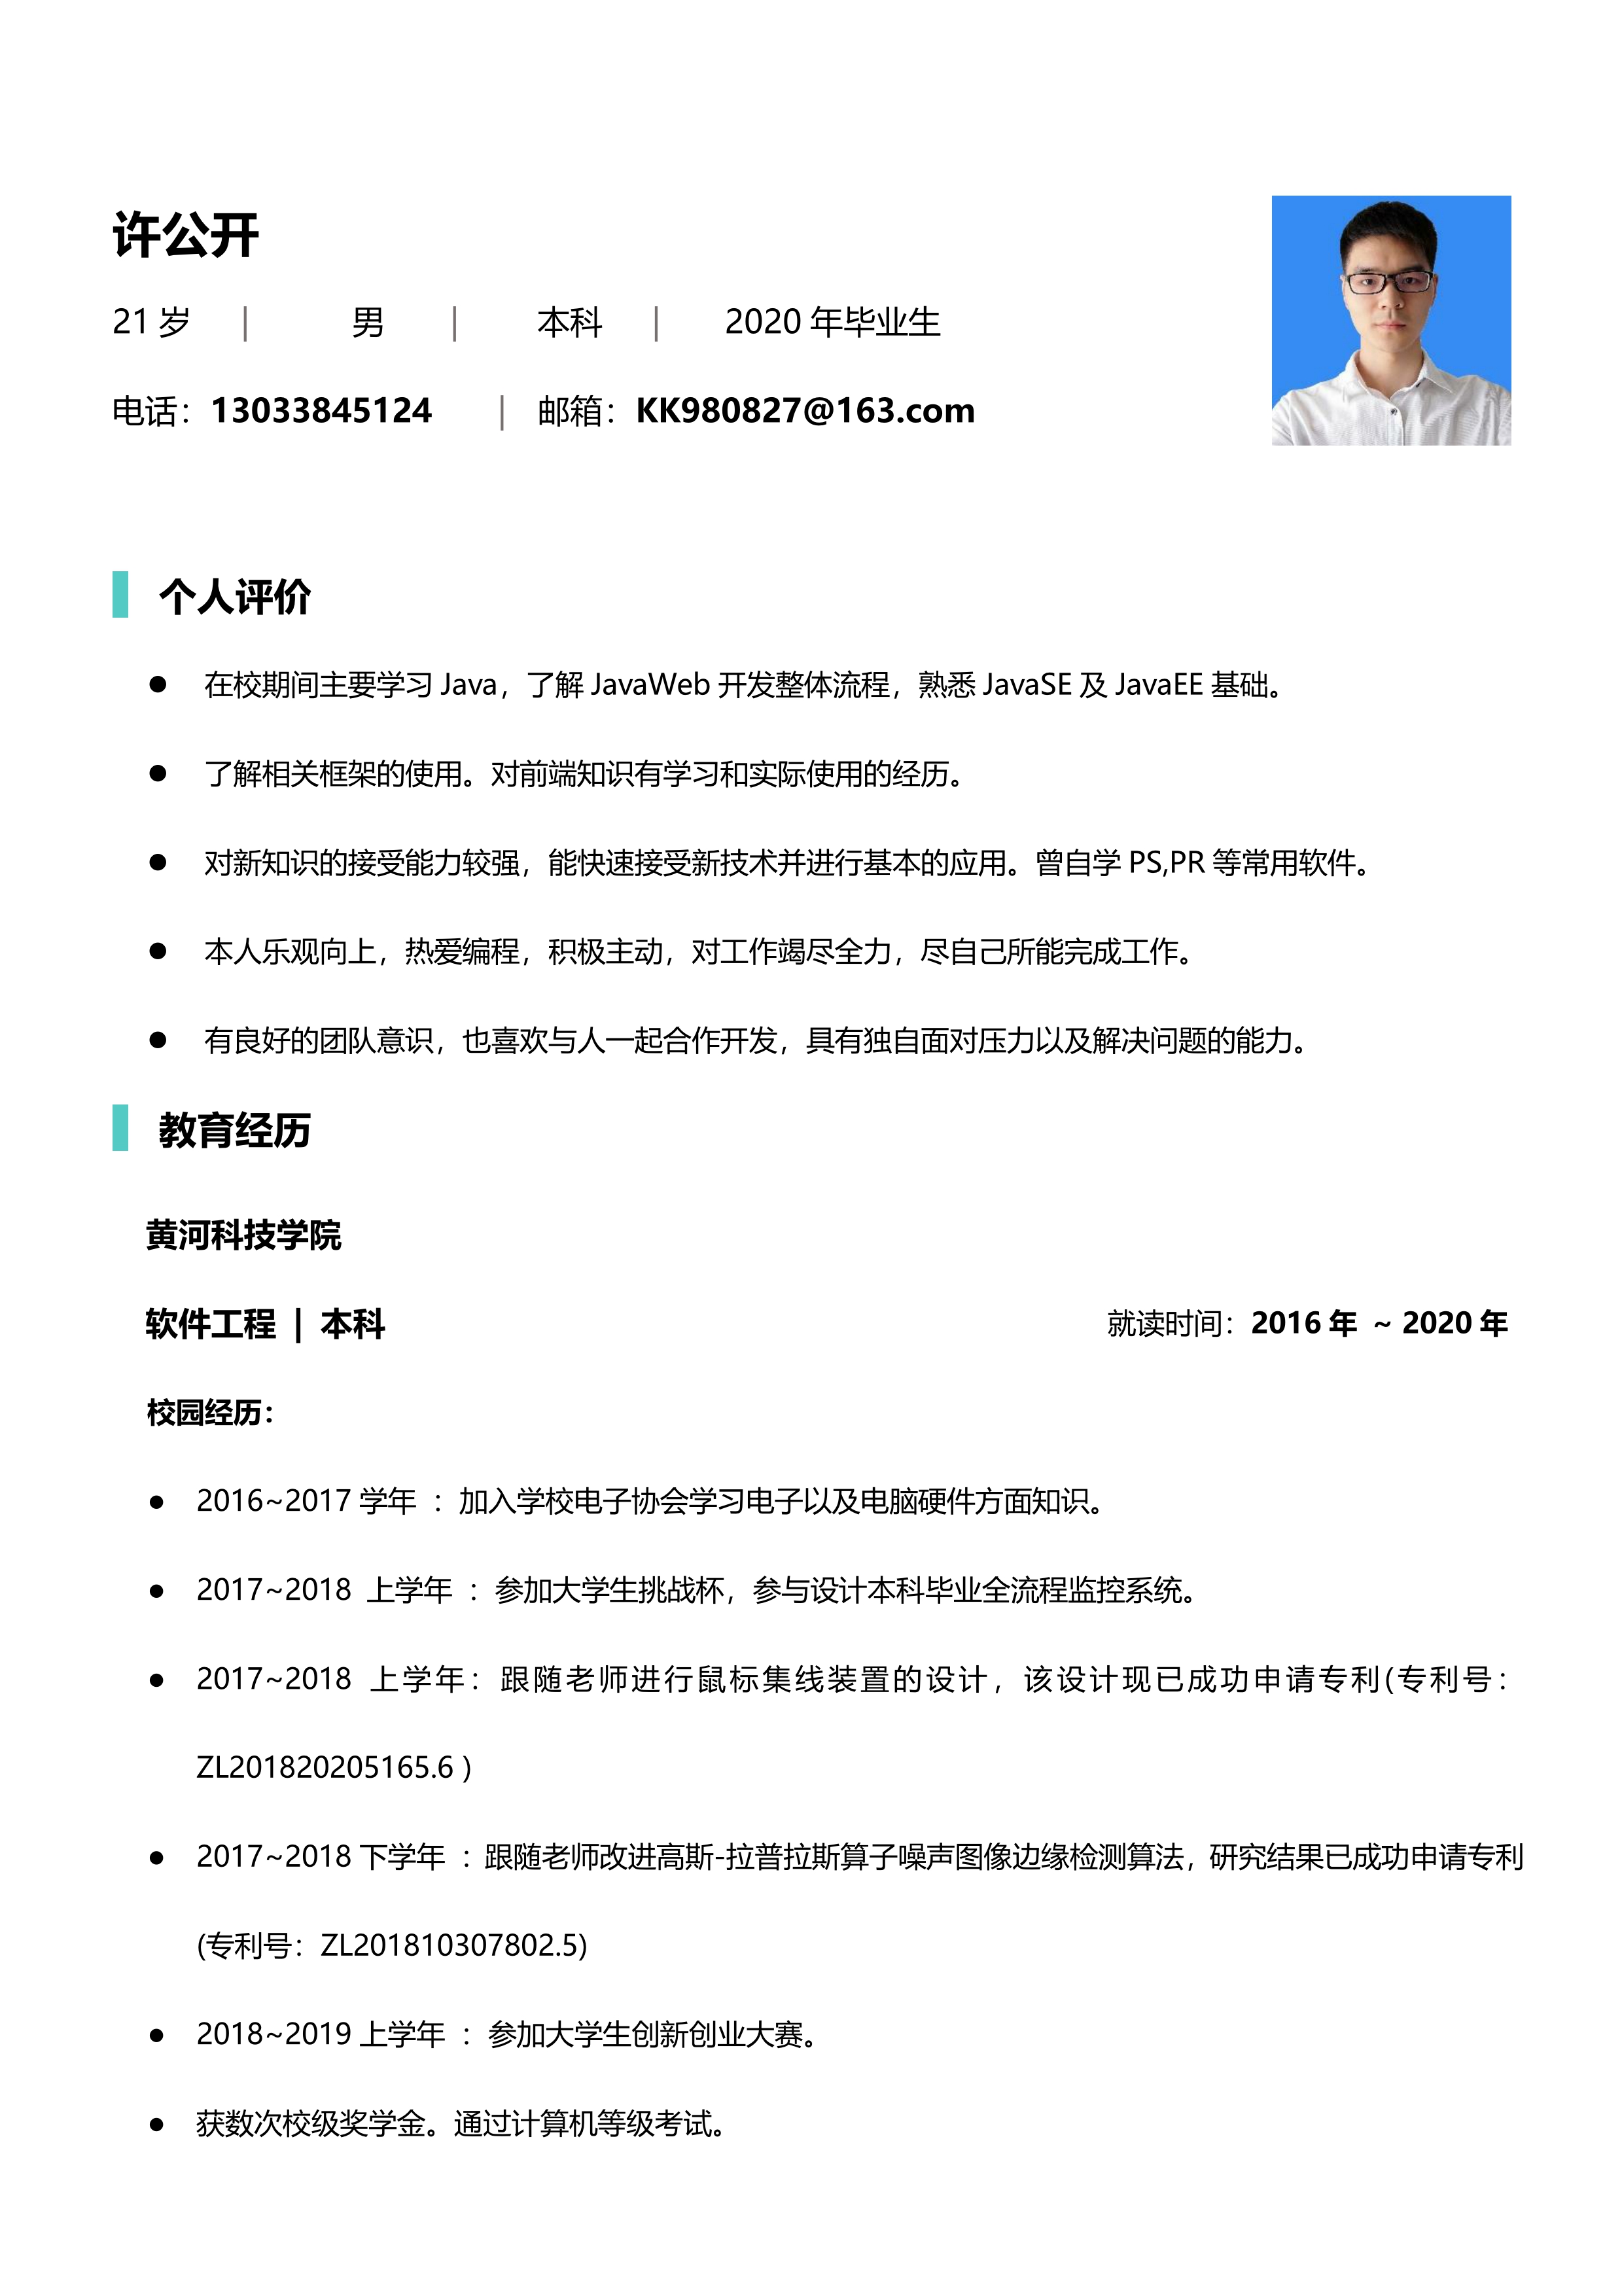 许公开
21 岁 | 男 | 本科 | 2020 年毕业生
电话：13033845124 | 邮箱：KK980827@163.com
个人评价
● 在校期间主要学习 Java，了解 JavaWeb 开发整体流程，熟悉 JavaSE 及 JavaEE 基础。
● 了解相关框架的使用。对前端知识有学习和实际使用的经历。
● 对新知识的接受能力较强，能快速接受新技术并进行基本的应用。曾自学 PS,PR 等常用软件。
● 本人乐观向上，热爱编程，积极主动，对工作竭尽全力，尽自己所能完成工作。
● 有良好的团队意识，也喜欢与人一起合作开发，具有独自面对压力以及解决问题的能力。
教育经历
黄河科技学院
软件工程 | 本科 就读时间：2016 年 ~ 2020 年
校园经历：
● 2016~2017 学年 ：加入学校电子协会学习电子以及电脑硬件方面知识。
● 2017~2018 上学年 ：参加大学生挑战杯，参与设计本科毕业全流程监控系统。
● 2017~2018 上学年：跟随老师进行鼠标集线装置的设计，该设计现已成功申请专利(专利号：
ZL201820205165.6 )
● 2017~2018 下学年 ：跟随老师改进高斯-拉普拉斯算子噪声图像边缘检测算法，研究结果已成功申请专利
(专利号：ZL201810307802.5)
● 2018~2019 上学年 ：参加大学生创新创业大赛。
● 获数次校级奖学金。通过计算机等级考试。